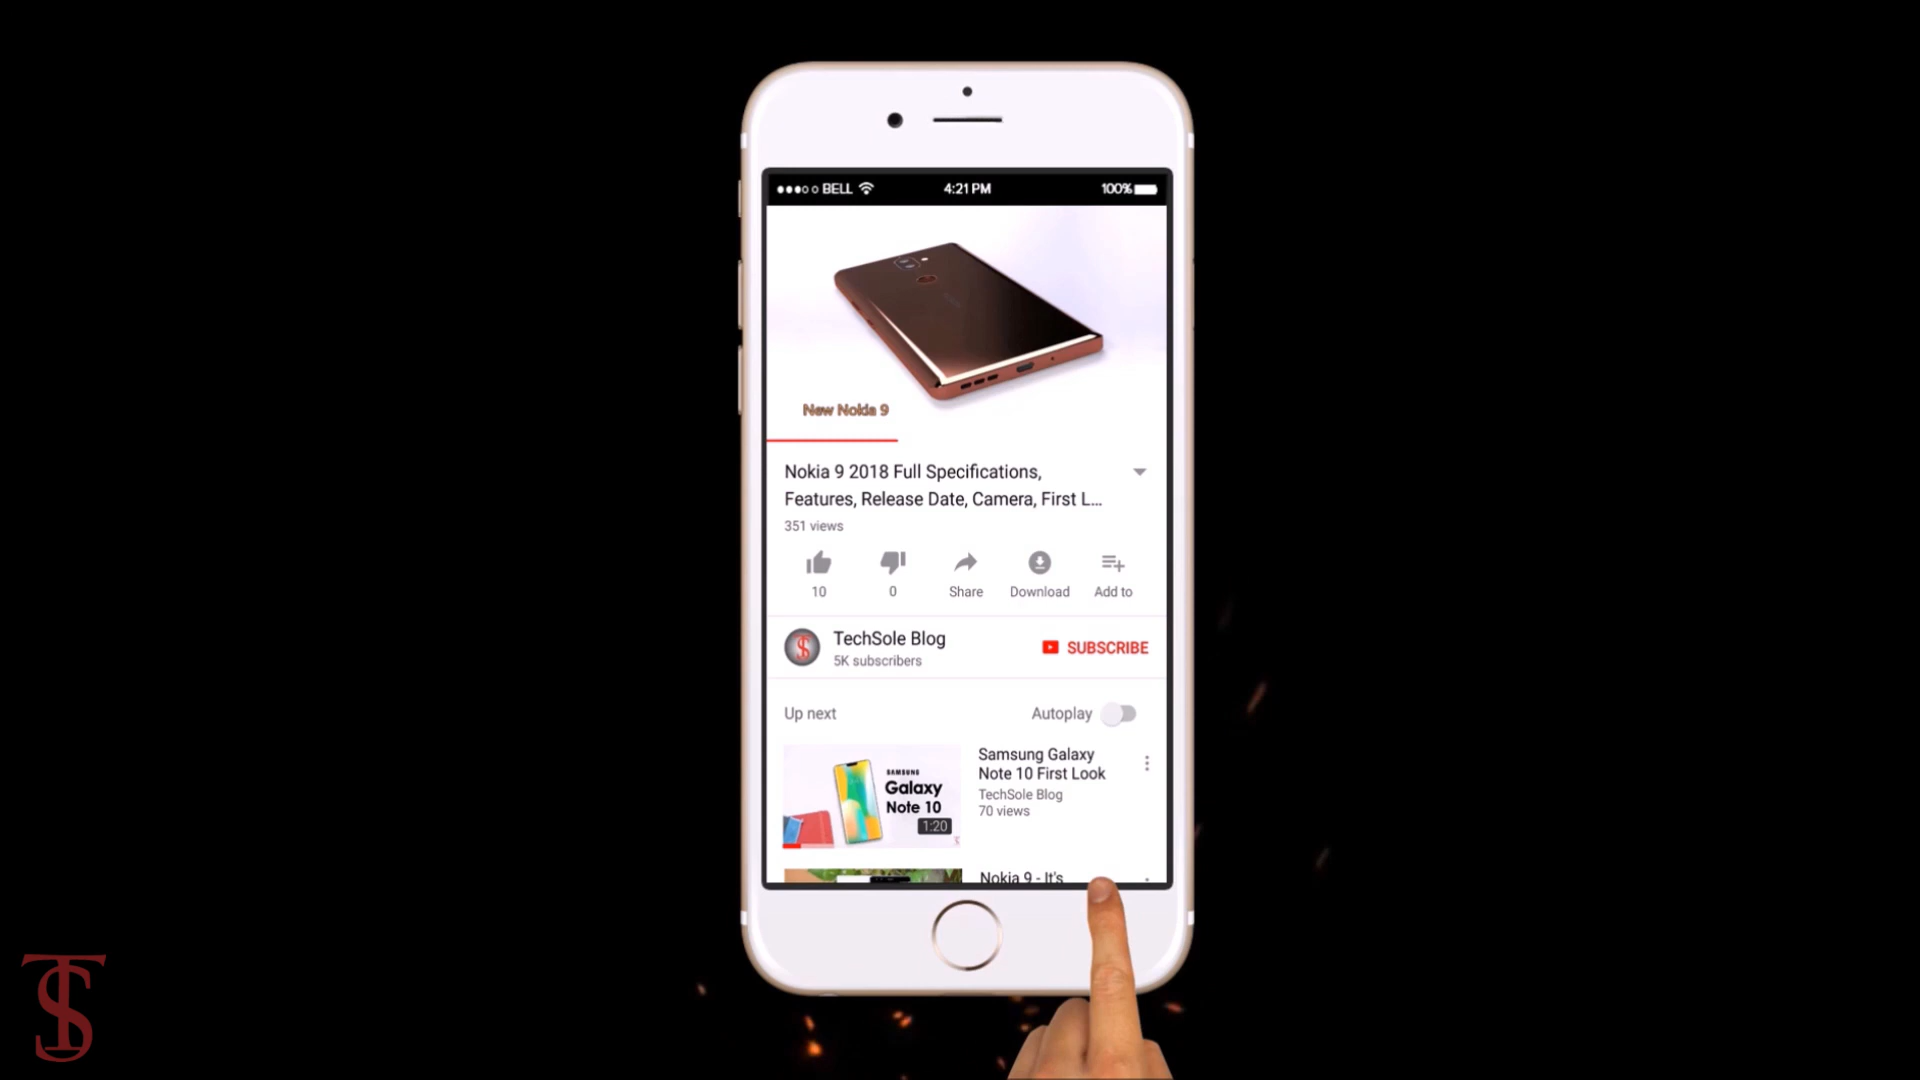 BELL
4:21 PM
100%
New Nokia 9
Nokia 9 2018 Full Specifications,
Features, Release Date, Camera, First L...
351 views
10
0
Share
Download
Add to
TechSole Blog
5K subscribers
SUBSCRIBE
Up next
Autoplay
SAMSUNG
Galaxy
Note 10
1:20
Samsung Galaxy
Note 10 First Look
TechSole Blog
70 views
Nokia 9 - It's
TS